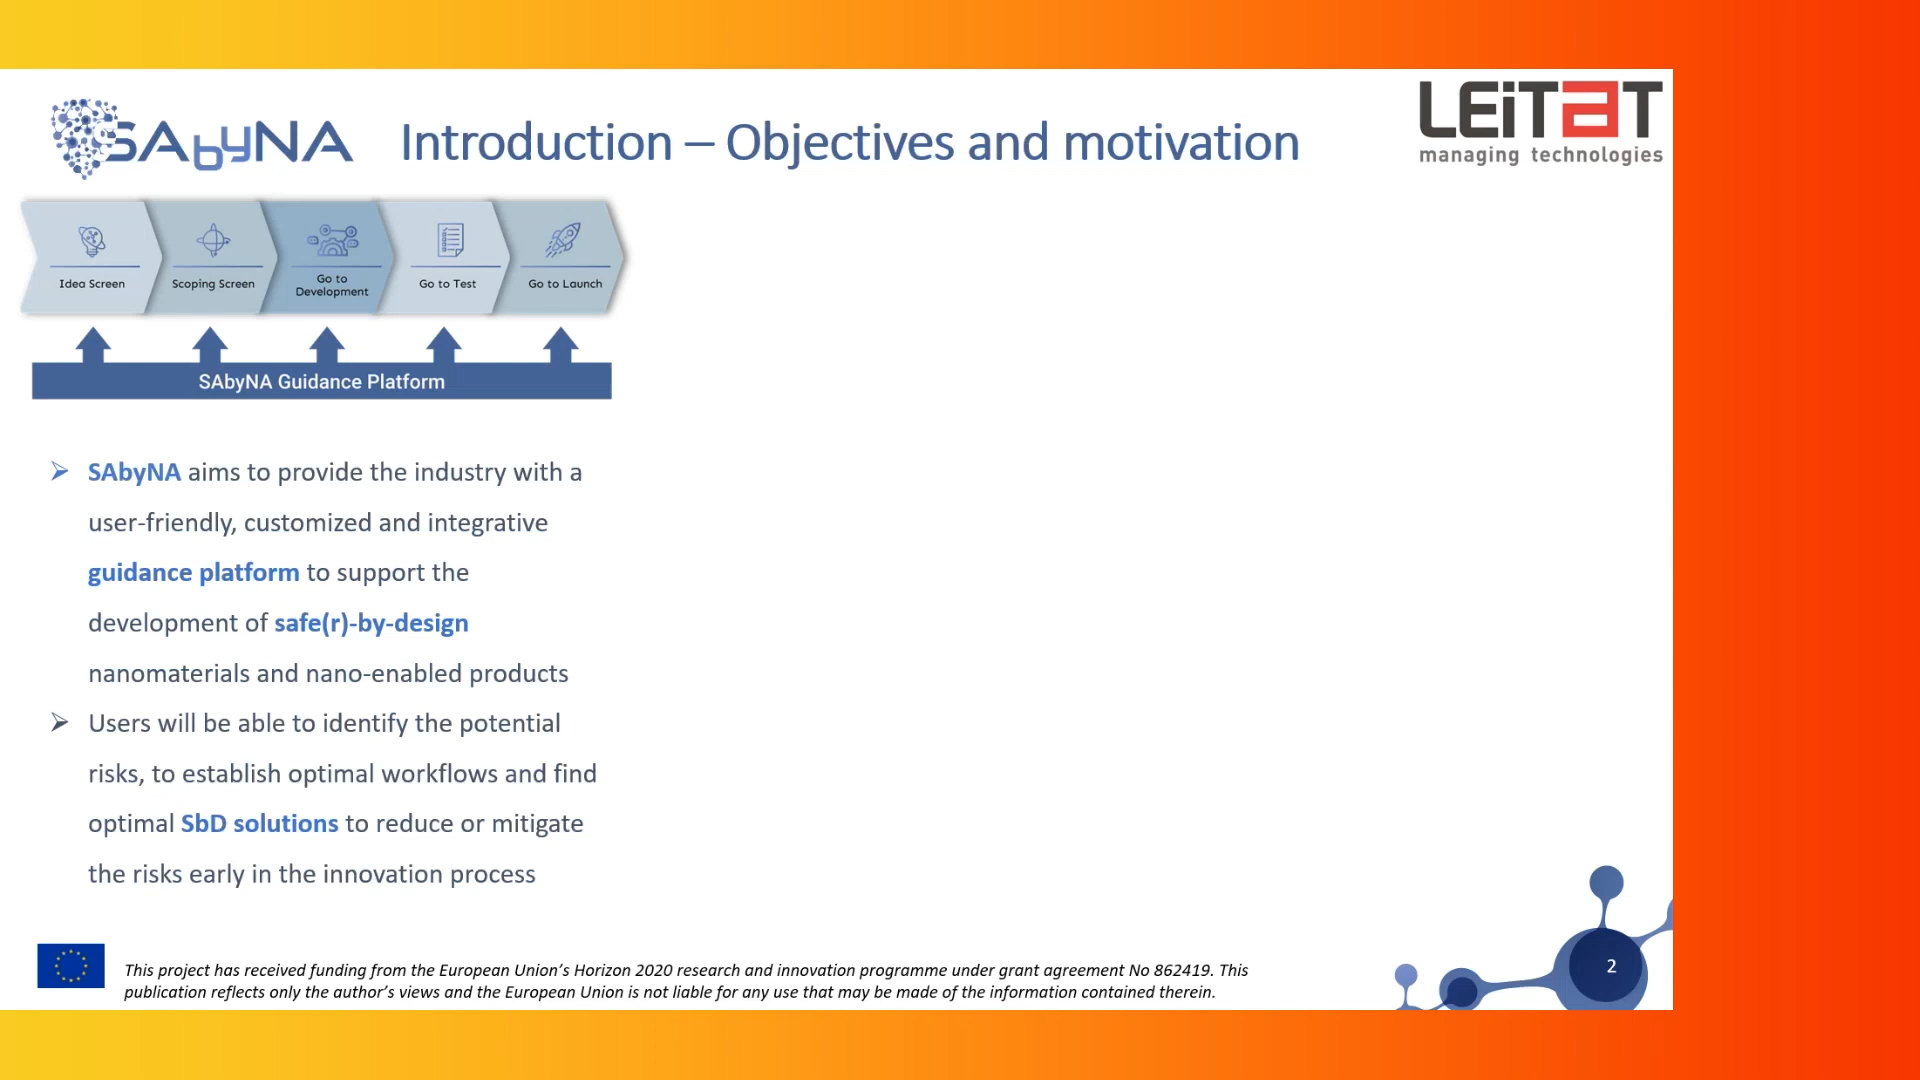 SAbyNA
Introduction – Objectives and motivation
LEiTaT
managing technologies
Idea Screen
Scoping Screen
Go to
Development
Go to Test
Go to Launch
SAbyNA Guidance Platform
➢ SAbyNA aims to provide the industry with a
user-friendly, customized and integrative
guidance platform to support the
development of safe(r)-by-design
nanomaterials and nano-enabled products
➢ Users will be able to identify the potential
risks, to establish optimal workflows and find
optimal SbD solutions to reduce or mitigate
the risks early in the innovation process
This project has received funding from the European Union’s Horizon 2020 research and innovation programme under grant agreement No 862419. This
publication reflects only the author’s views and the European Union is not liable for any use that may be made of the information contained therein.
2